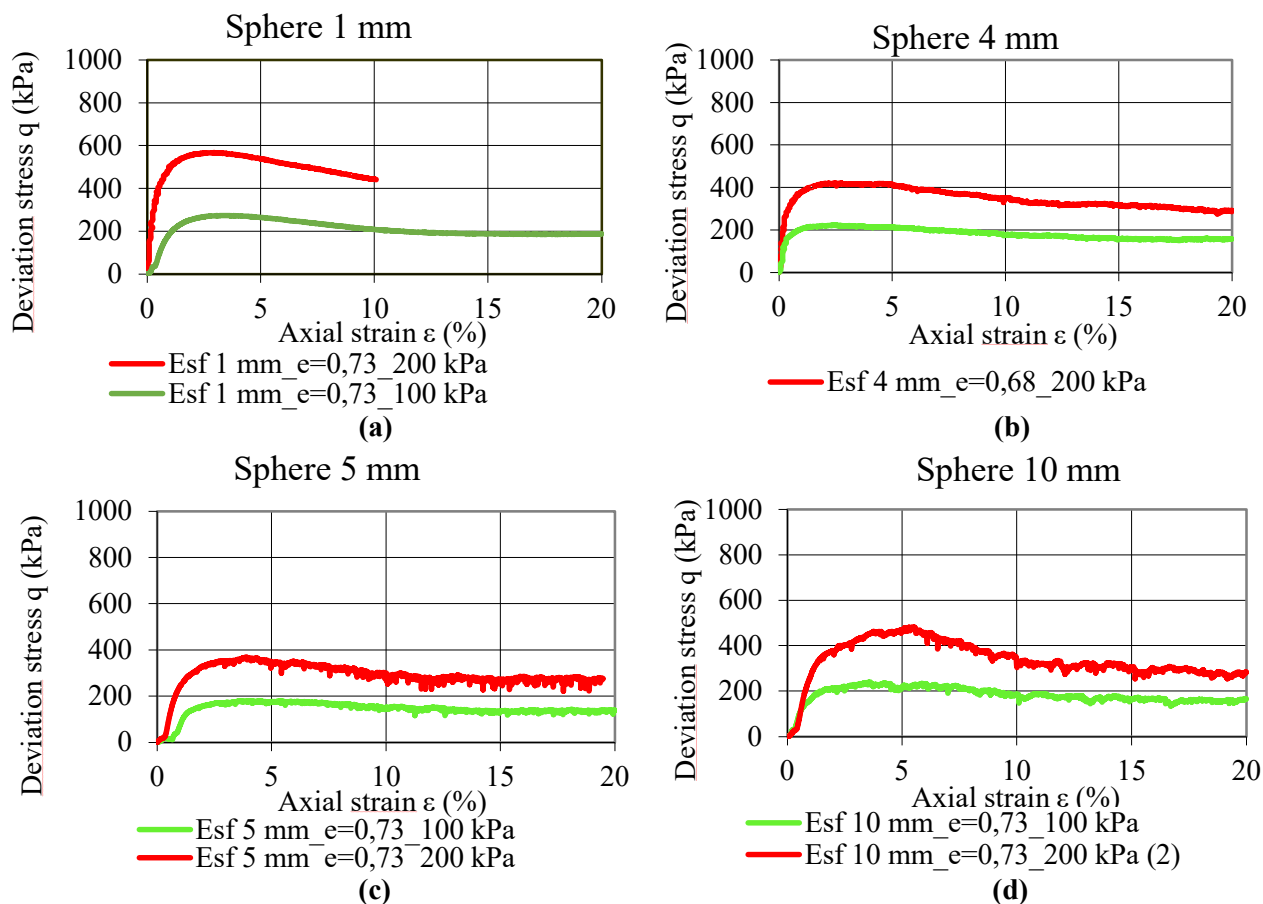 Sphere 1 mm
Deviation stress q (kPa)
1000
800
600
400
200
0
0 5 10 15 20
Axial strain ε (%)
Esf 1 mm_e=0,73_200 kPa
Esf 1 mm_e=0,73_100 kPa
(a)
Sphere 4 mm
Deviation stress q (kPa)
1000
800
600
400
200
0
0 5 10 15 20
Axial strain ε (%)
Esf 4 mm_e=0,68_200 kPa
(b)
Sphere 5 mm
Deviation stress q (kPa)
1000
800
600
400
200
0
0 5 10 15 20
Axial strain ε (%)
Esf 5 mm_e=0,73_100 kPa
Esf 5 mm_e=0,73_200 kPa
(c)
Sphere 10 mm
Deviation stress q (kPa)
1000
800
600
400
200
0
0 5 10 15 20
Axial strain ε (%)
Esf 10 mm_e=0,73_100 kPa
Esf 10 mm_e=0,73_200 kPa (2)
(d)